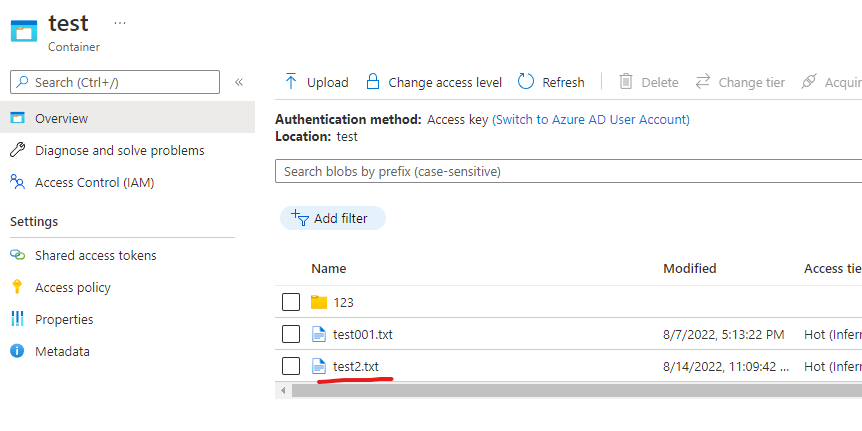 test ...
Container
Search (Ctrl+/) «
Overview
Diagnose and solve problems
Access Control (IAM)
Settings
Shared access tokens
Access policy
Properties
Metadata
Upload Change access level Refresh Delete Change tier Acquir
Authentication method: Access key (Switch to Azure AD User Account)
Location: test
Search blobs by prefix (case-sensitive)
Add filter
Name Modified Access tie
123
test001.txt 8/7/2022, 5:13:22 PM Hot (Inferr
test2.txt 8/14/2022, 11:09:42 ... Hot (Inferr